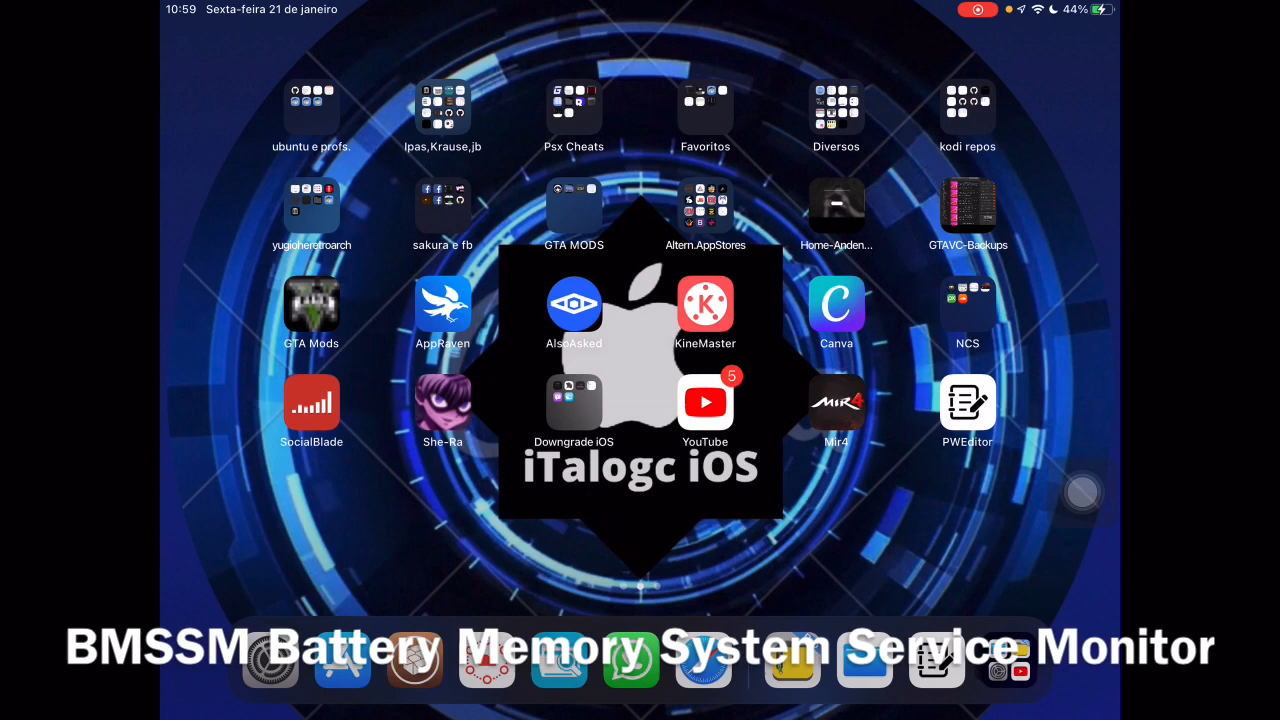 10:59 Sexta-feira 21 de janeiro 44%
ubuntu e profs. Ipas,Krause,jb Psx Cheats Favoritos Diversos kodi repos
yugioheretroarch sakura e fb GTA MODS Altern.AppStores Home-Anden... GTAVC-Backups
GTA Mods AppRaven AlsoAsked KineMaster Canva NCS
5
MIR4
SocialBlade She-Ra Downgrade iOS YouTube Mir4 PWEditor
iTalogc iOS
BMSSM Battery Memory System Service Monitor